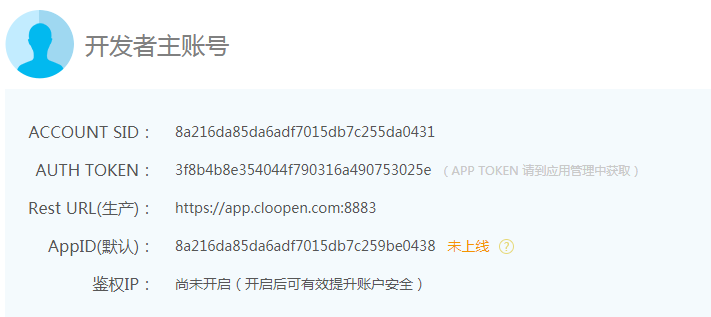 开发者主账号
ACCOUNT SID： 8a216da85da6adf7015db7c255da0431
AUTH TOKEN： 3f8b4b8e354044f790316a490753025e （APP TOKEN 请到应用管理中获取）
Rest URL(生产)： https://app.cloopen.com:8883
AppID(默认)： 8a216da85da6adf7015db7c259be0438 未上线 ?
鉴权IP： 尚未开启（开启后可有效提升账户安全）